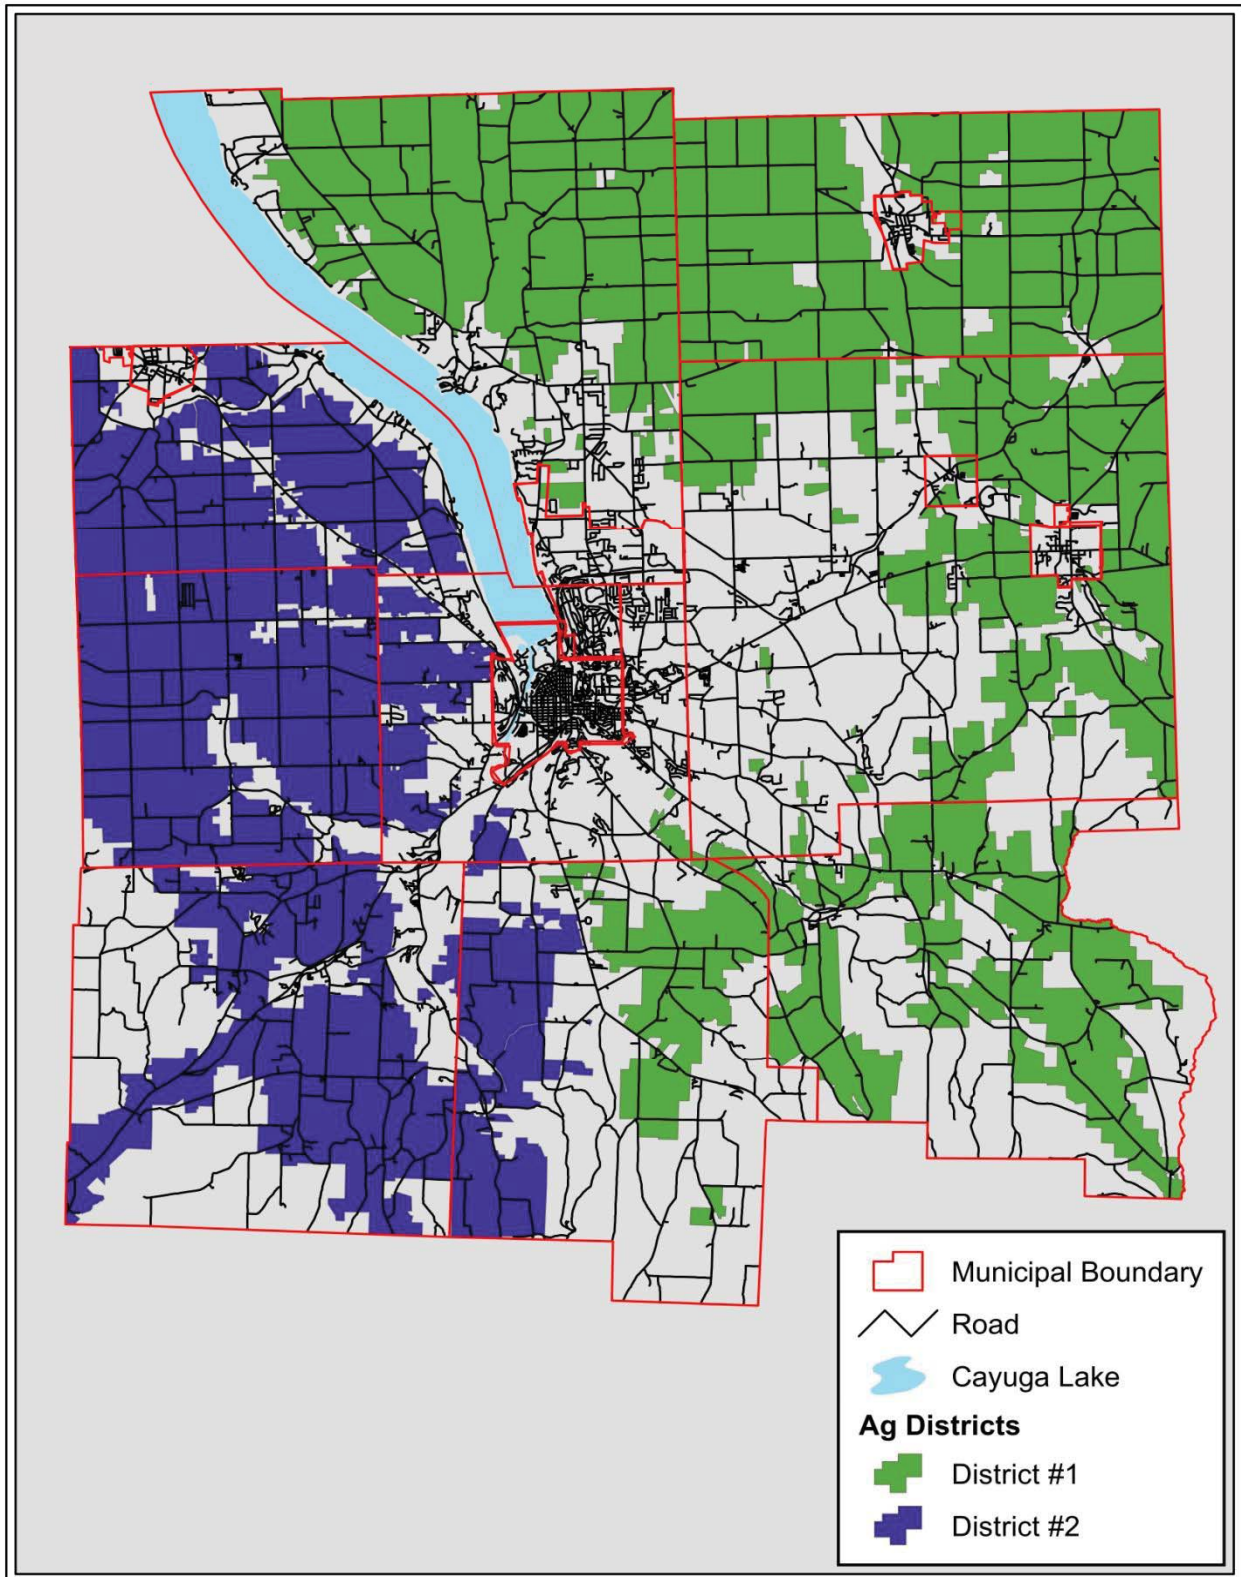 Municipal Boundary
Road
Cayuga Lake
Ag Districts
District #1
District #2